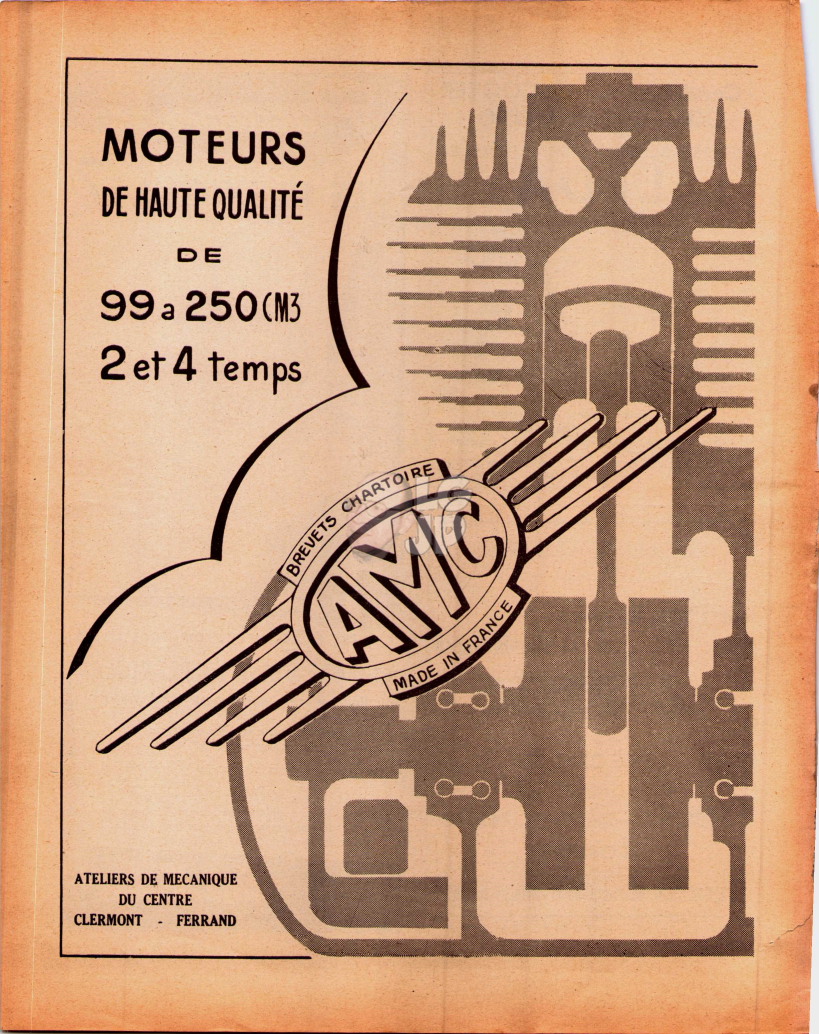 MOTEURS
DE HAUTE QUALITÉ
DE
99 a 250 CM3
2 et 4 temps
BREVETS CHARTOIRE
AMC
MADE IN FRANCE
ATELIERS DE MECANIQUE
DU CENTRE
CLERMONT - FERRAND